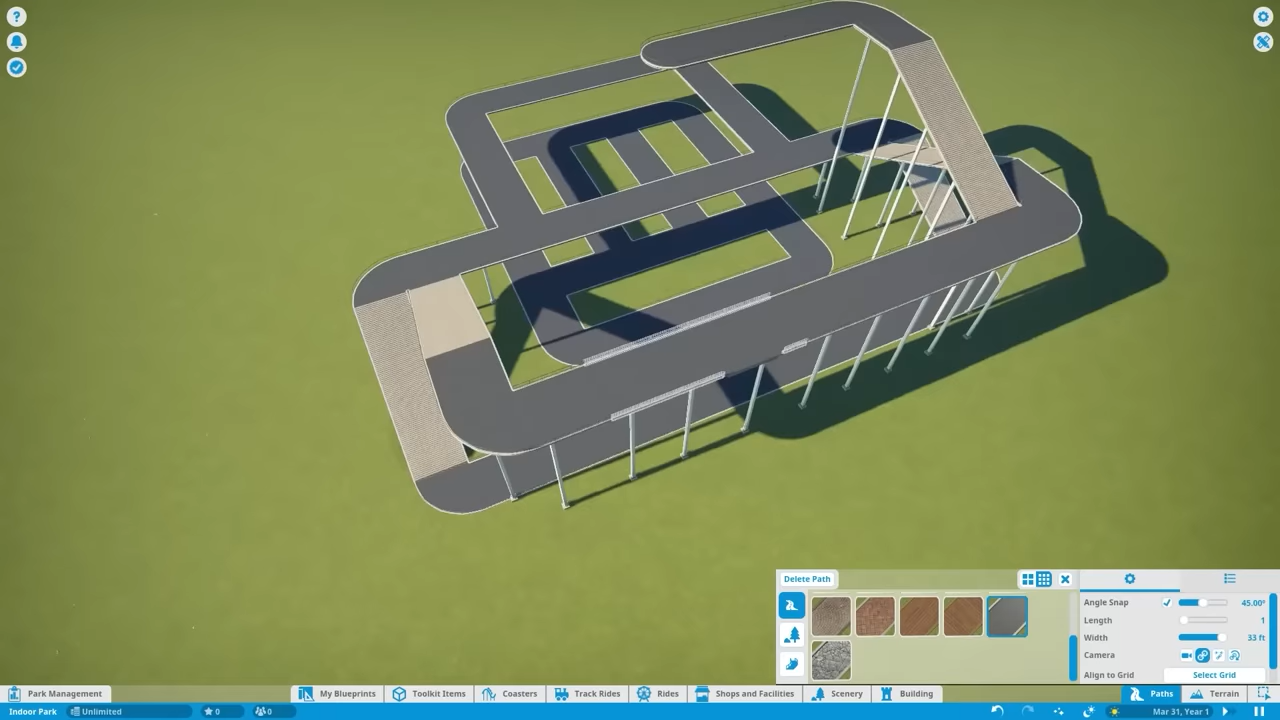 ?
Delete Path
Angle Snap 45.00°
Length 1
Width 33 ft
Camera
Align to Grid Select Grid
Park Management My Blueprints Toolkit Items Coasters Track Rides Rides Shops and Facilities Scenery Building Paths Terrain
Indoor Park Unlimited 0 0 Mar 31, Year 1